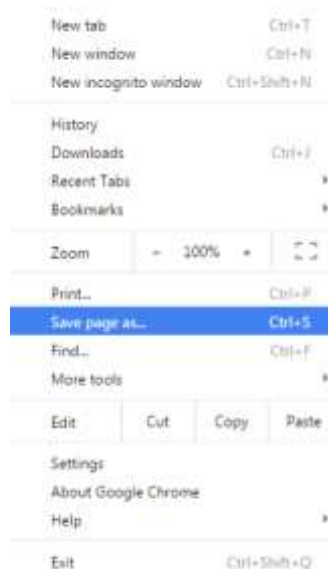 New tab Ctrl+T
New window Ctrl+N
New incognito window Ctrl+Shift+N
History
Downloads Ctrl+J
Recent Tabs
Bookmarks
Zoom - 100% +
Print... Ctrl+P
Save page as... Ctrl+S
Find... Ctrl+F
More tools
Edit Cut Copy Paste
Settings
About Google Chrome
Help
Exit Ctrl+Shift+Q